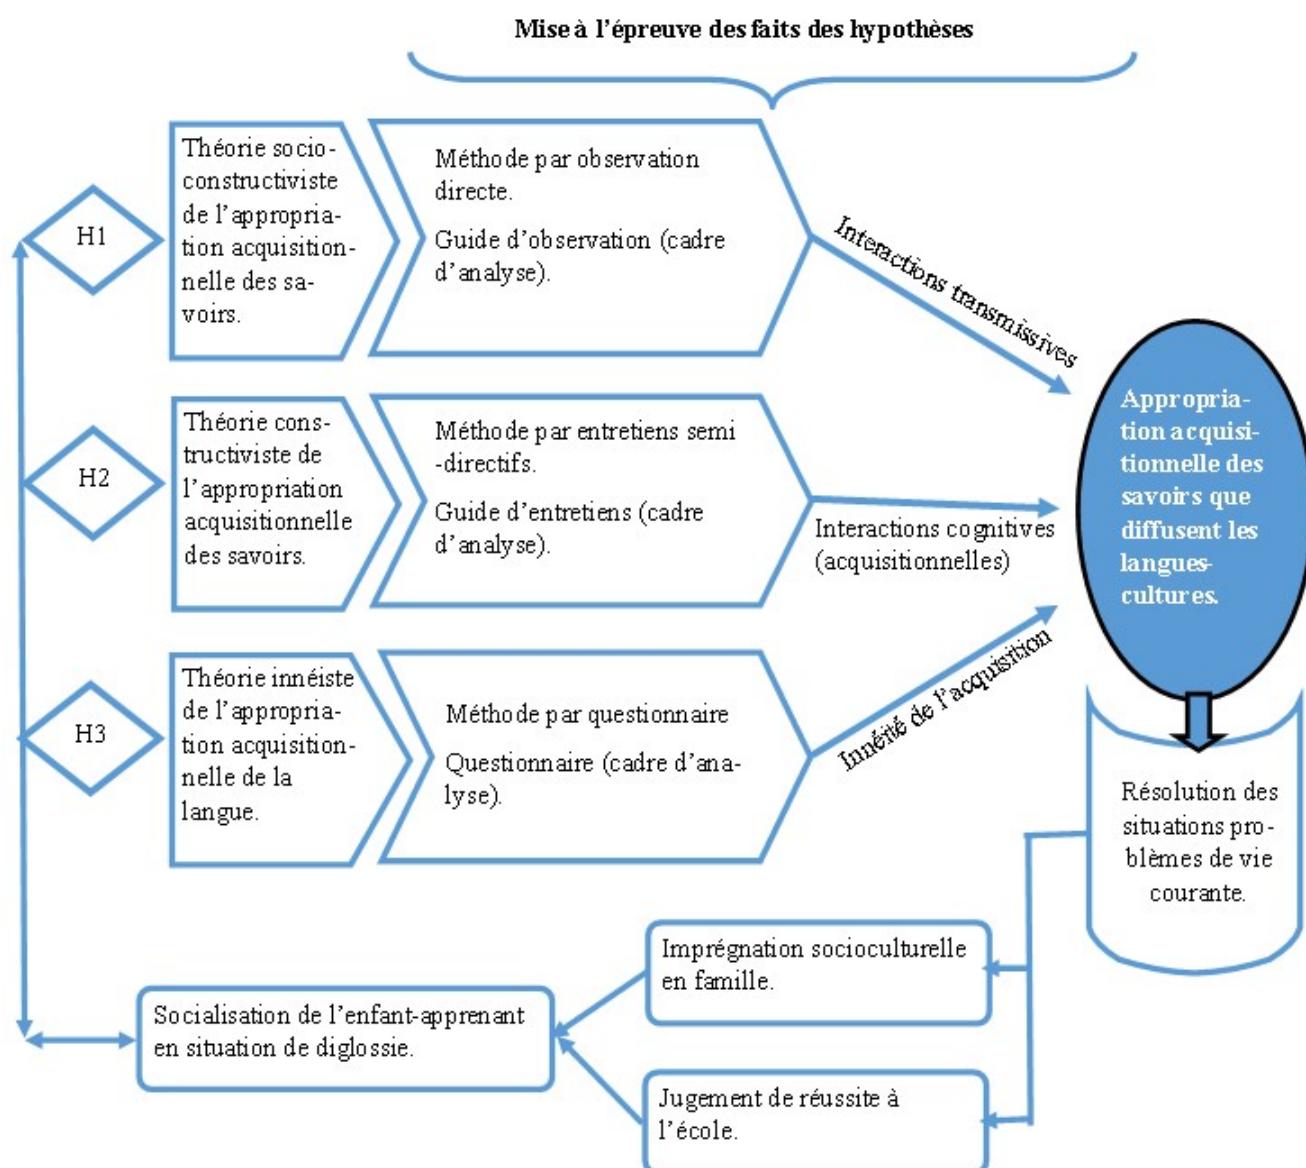 Mise à l’épreuve des faits des hypothèses
H1
Théorie socio-
constructiviste
de l’appropria-
tion acquisition-
nelle des sa-
voirs.
Méthode par observation
directe.
Guide d’observation (cadre
d’analyse).
Interactions transmissives
H2
Théorie cons-
tructiviste de
l’appropriation
acquisitionnelle
des savoirs.
Méthode par entretiens semi
-directifs.
Guide d’entretiens (cadre
d’analyse).
Interactions cognitives
(acquisitionnelles)
H3
Théorie innéiste
de l’appropria-
tion acquisition-
nelle de la
langue.
Méthode par questionnaire
Questionnaire (cadre d’ana-
lyse).
Innéité de l’acquisition
Appropria-
tion acquisi-
tionnelle des
savoirs que
diffusent les
langues-
cultures.
Résolution des
situations pro-
blèmes de vie
courante.
Imprégnation socioculturelle
en famille.
Socialisation de l’enfant-apprenant
en situation de diglossie.
Jugement de réussite à
l’école.